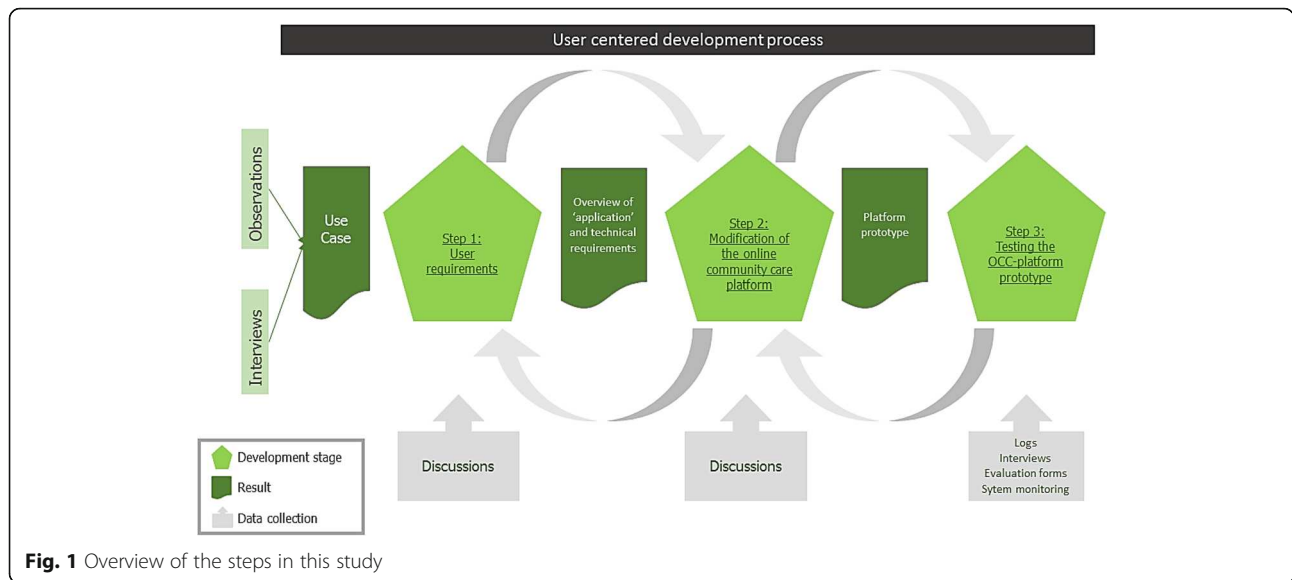 User centered development process
Observations
Interviews
Use
Case
Step 1:
User
requirements
Overview of
'application'
and technical
requirements
Step 2:
Modification of
the online
community care
platform
Platform
prototype
Step 3:
Testing the
OCC-platform
prototype
Discussions
Discussions
Logs
Interviews
Evaluation forms
Sytem monitoring
Development stage
Result
Data collection
Fig. 1 Overview of the steps in this study